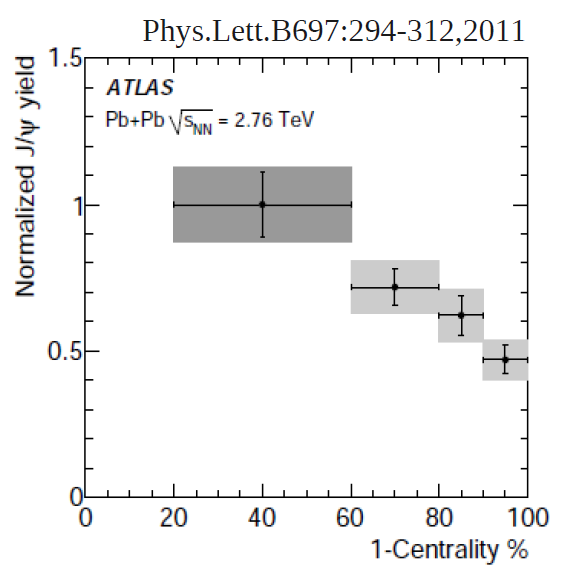 Phys.Lett.B697:294-312,2011
Normalized J/ψ yield
1.5
1
0.5
0
ATLAS
Pb+Pb √sNN = 2.76 TeV
0 20 40 60 80 100
1-Centrality %